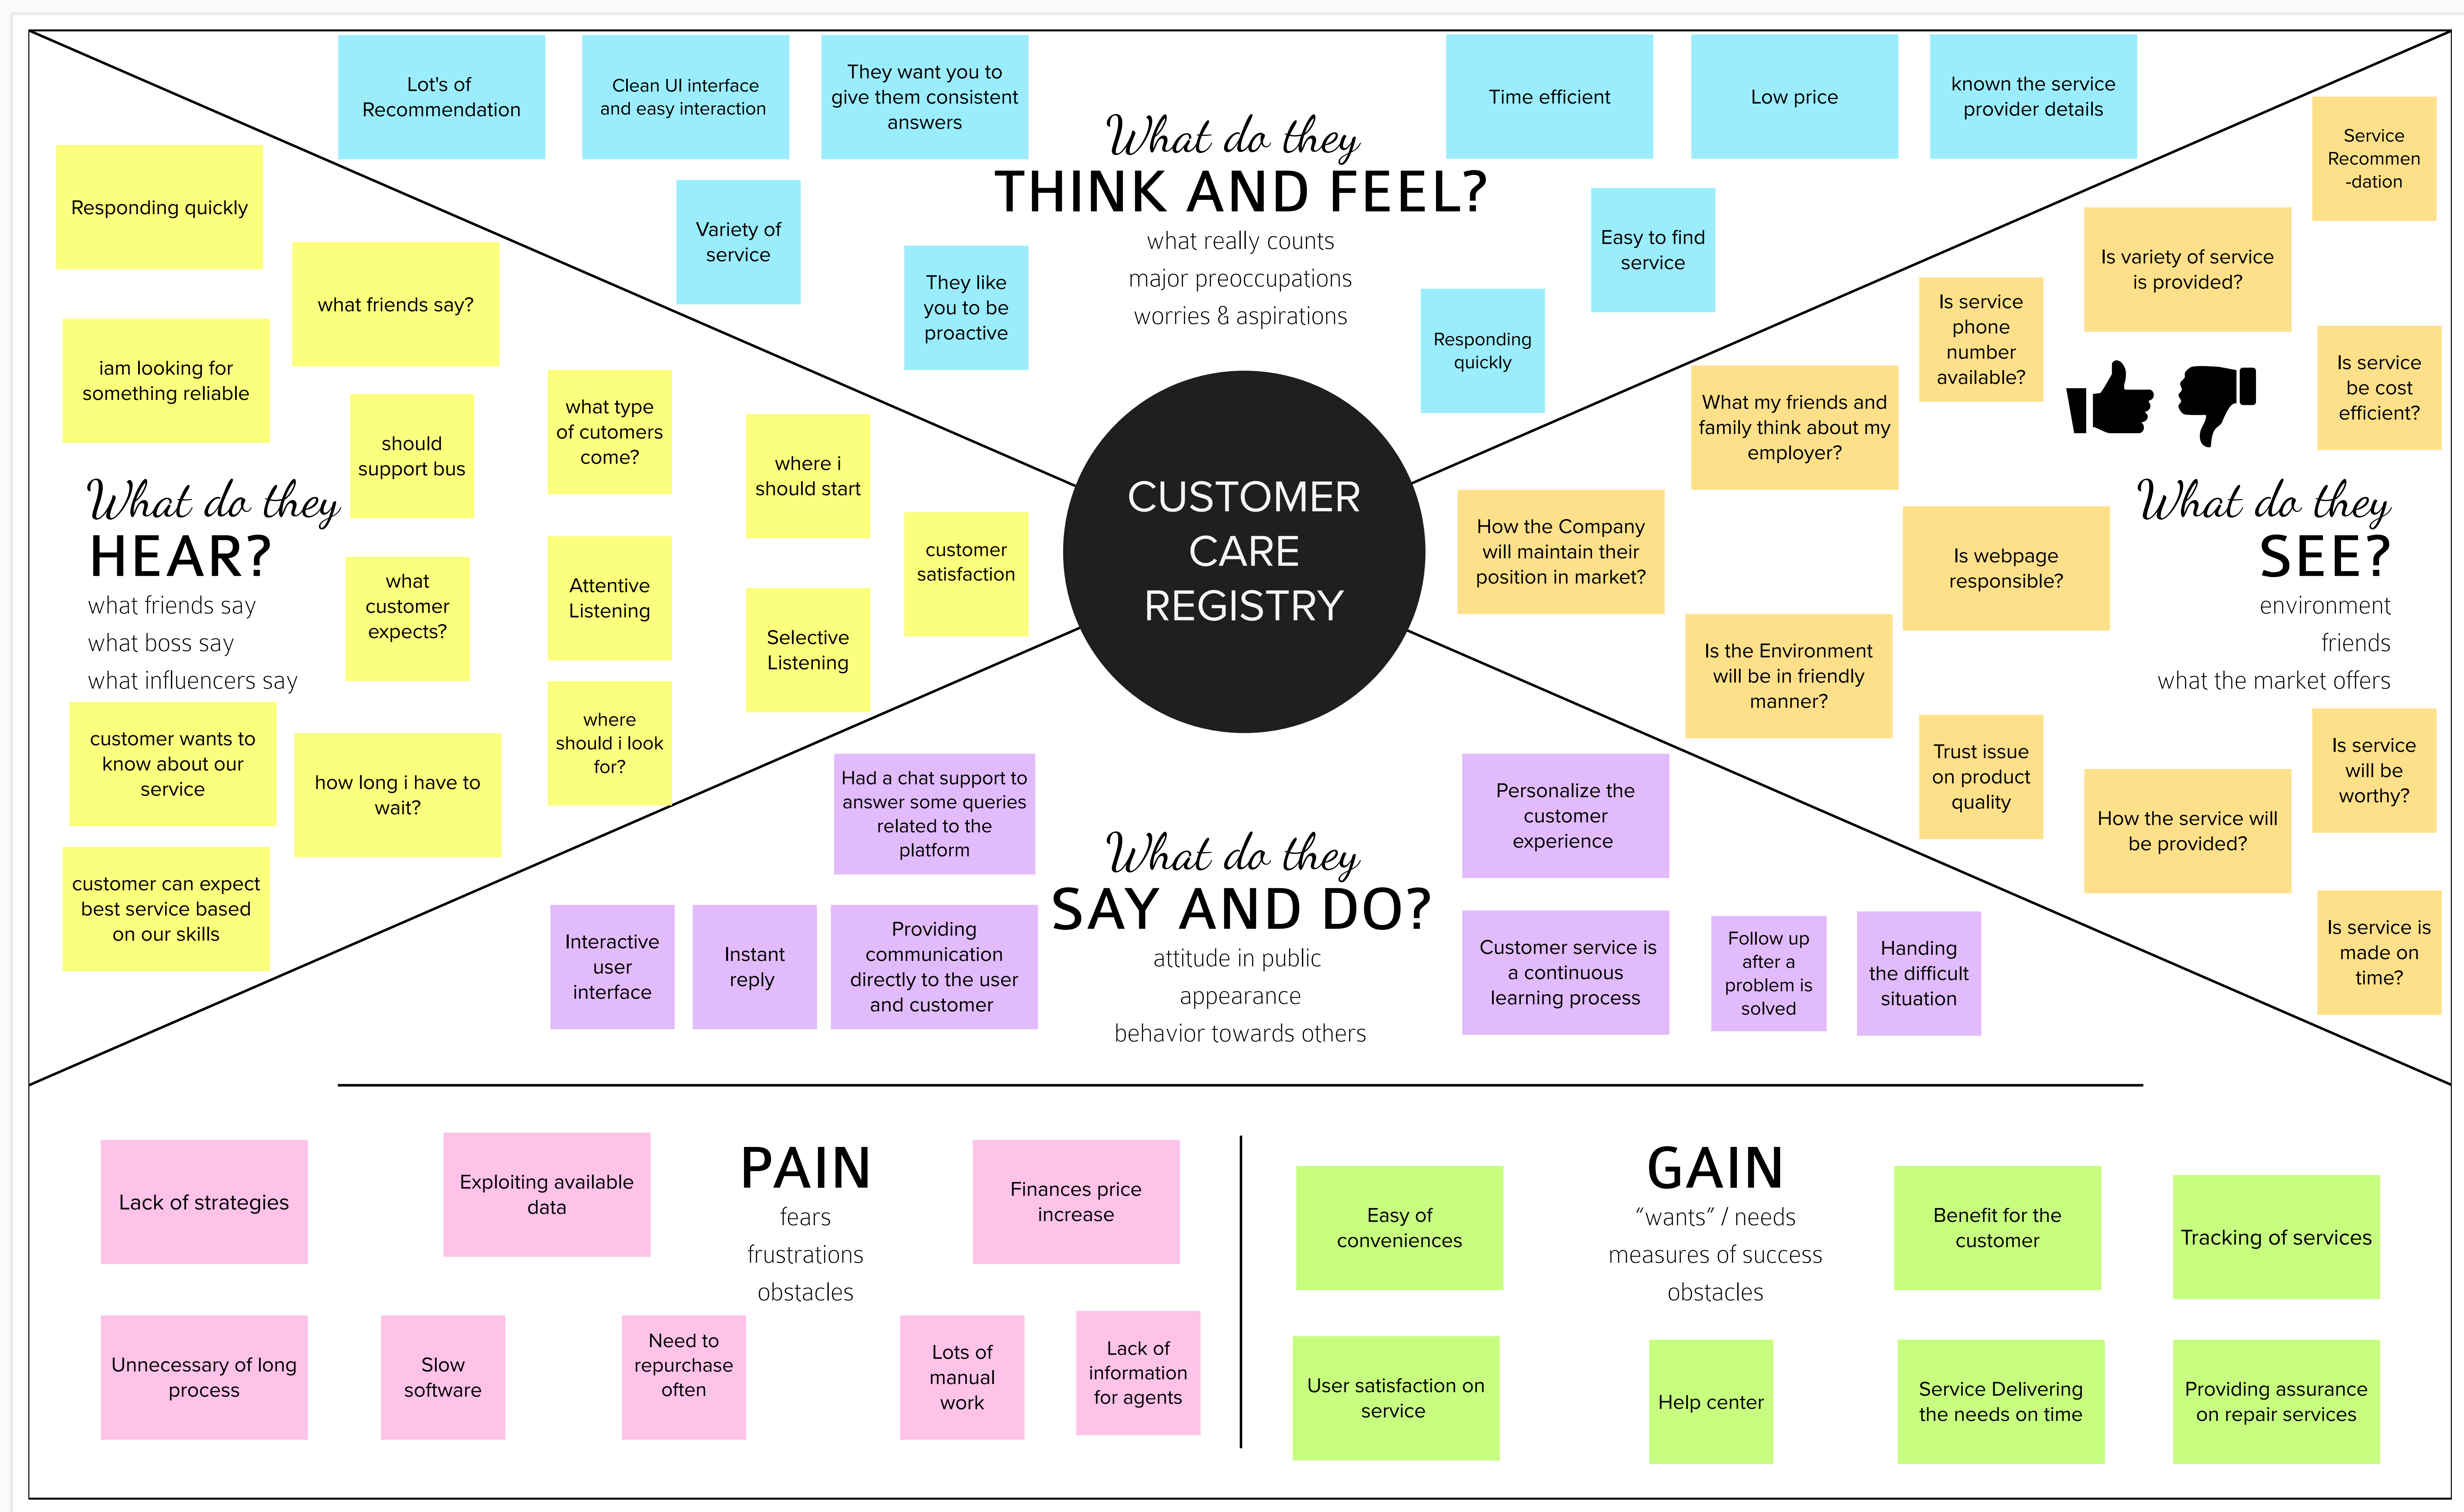 Lot's of
Recommendation
Clean UI interface
and easy interaction
They want you to
give them consistent
answers
Variety of
service
They like
you to be
proactive
What do they
THINK AND FEEL?
what really counts
major preoccupations
worries & aspirations
Time efficient
Low price
known the service
provider details
Easy to find
service
Responding
quickly
Responding quickly
what friends say?
iam looking for
something reliable
should
support bus
what type
of cutomers
come?
where i
should start
customer
satisfaction
What do they
HEAR?
what friends say
what boss say
what influencers say
what
customer
expects?
Attentive
Listening
Selective
Listening
where
should i look
for?
customer wants to
know about our
service
how long i have to
wait?
customer can expect
best service based
on our skills
CUSTOMER
CARE
REGISTRY
Service
Recommen
-dation
Is variety of service
is provided?
Is service
phone
number
available?
Is service
be cost
efficient?
What my friends and
family think about my
employer?
How the Company
will maintain their
position in market?
Is webpage
responsible?
What do they
SEE?
environment
friends
what the market offers
Is the Environment
will be in friendly
manner?
Trust issue
on product
quality
How the service will
be provided?
Is service
will be
worthy?
Is service is
made on
time?
Had a chat support to
answer some queries
related to the
platform
Interactive
user
interface
Instant
reply
Providing
communication
directly to the user
and customer
What do they
SAY AND DO?
attitude in public
appearance
behavior towards others
Personalize the
customer
experience
Customer service is
a continuous
learning process
Follow up
after a
problem is
solved
Handing
the difficult
situation
PAIN
fears
frustrations
obstacles
Lack of strategies
Exploiting available
data
Finances price
increase
Unnecessary of long
process
Slow
software
Need to
repurchase
often
Lots of
manual
work
Lack of
information
for agents
GAIN
“wants” / needs
measures of success
obstacles
Easy of
conveniences
Benefit for the
customer
Tracking of services
User satisfaction on
service
Help center
Service Delivering
the needs on time
Providing assurance
on repair services